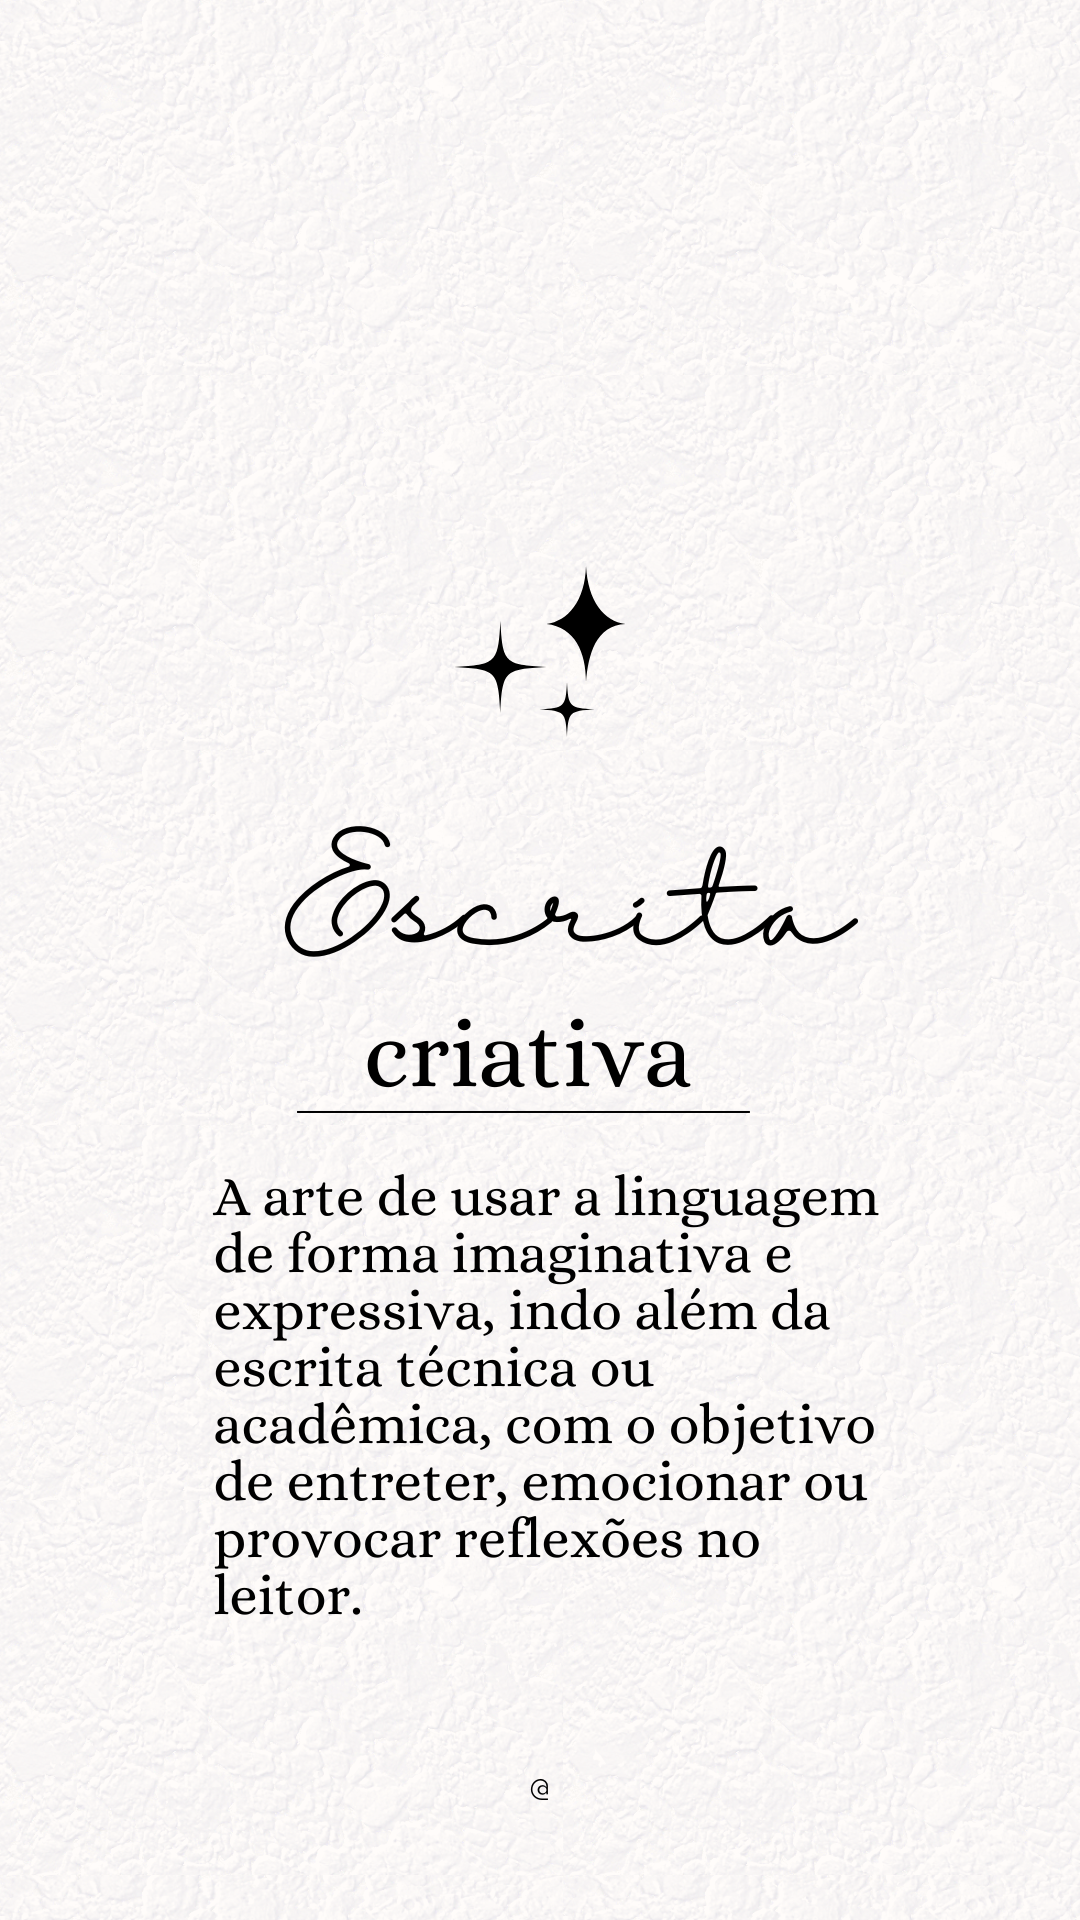 Escrita
criativa
A arte de usar a linguagem
de forma imaginativa e
expressiva, indo além da
escrita técnica ou
acadêmica, com o objetivo
de entreter, emocionar ou
provocar reflexões no
leitor.
@